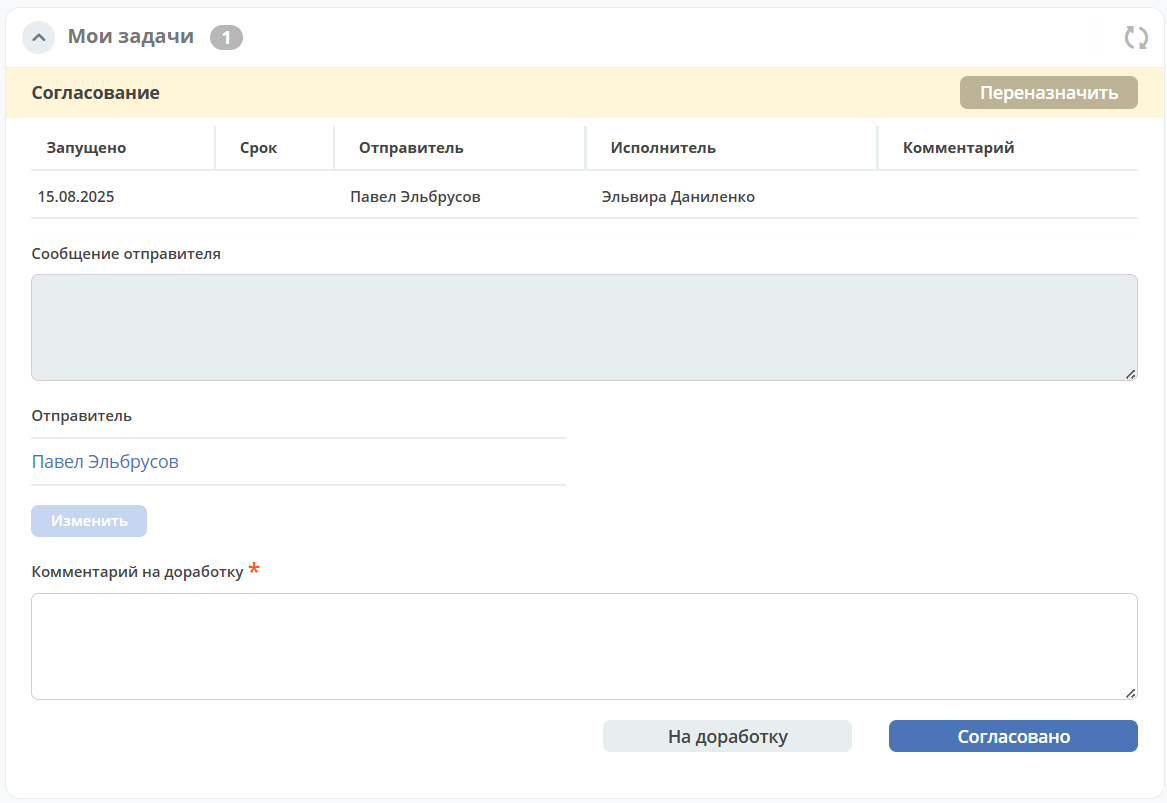 Мои задачи 1
Согласование Переназначить
Запущено Срок Отправитель Исполнитель Комментарий
15.08.2025 Павел Эльбрусов Эльвира Даниленко
Сообщение отправителя
Отправитель
Павел Эльбрусов
Изменить
Комментарий на доработку *
На доработку Согласовано